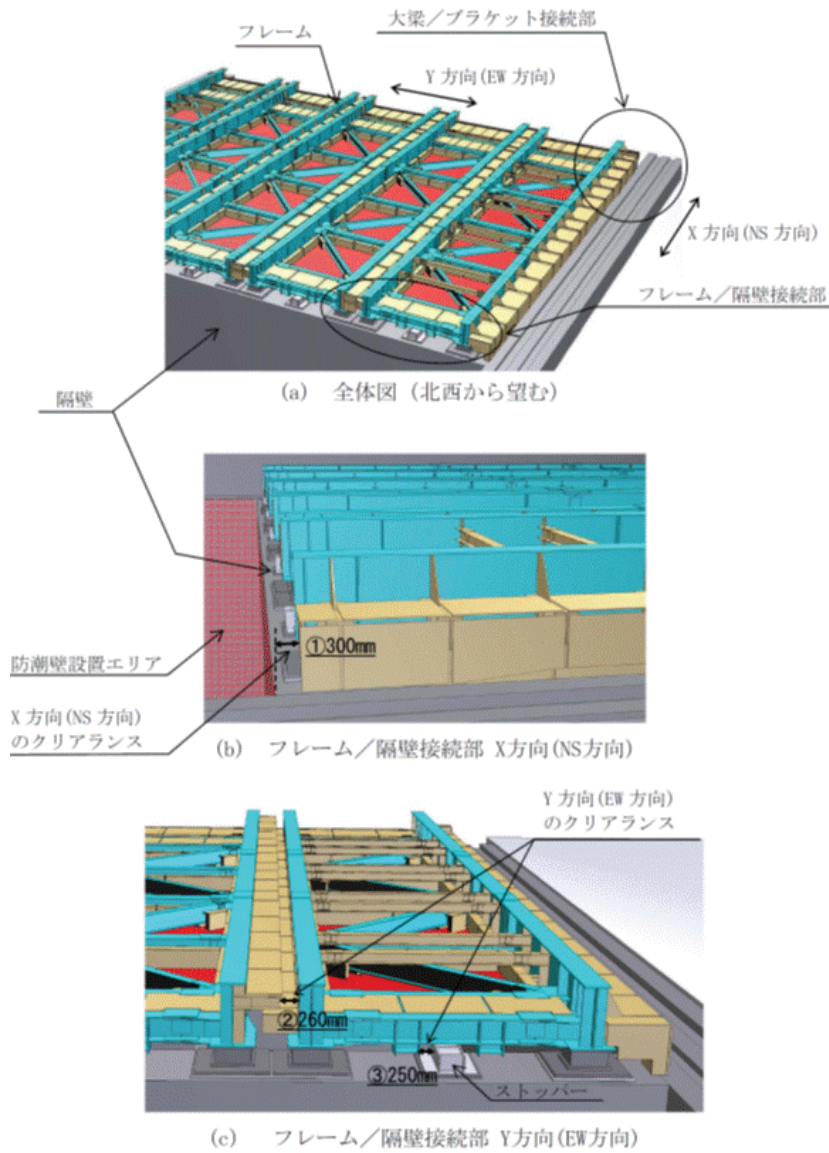 大梁／ブラケット接続部
フレーム
Y 方向(EW 方向)
X 方向(NS 方向)
フレーム／隔壁接続部
(a) 全体図 (北西から望む)
隔壁
①300mm
防潮壁設置エリア
X 方向(NS 方向)
のクリアランス
(b) フレーム／隔壁接続部 X方向(NS方向)
Y 方向(EW 方向)
のクリアランス
②260mm
③250mm
ストッパー
(c) フレーム／隔壁接続部 Y方向(EW方向)